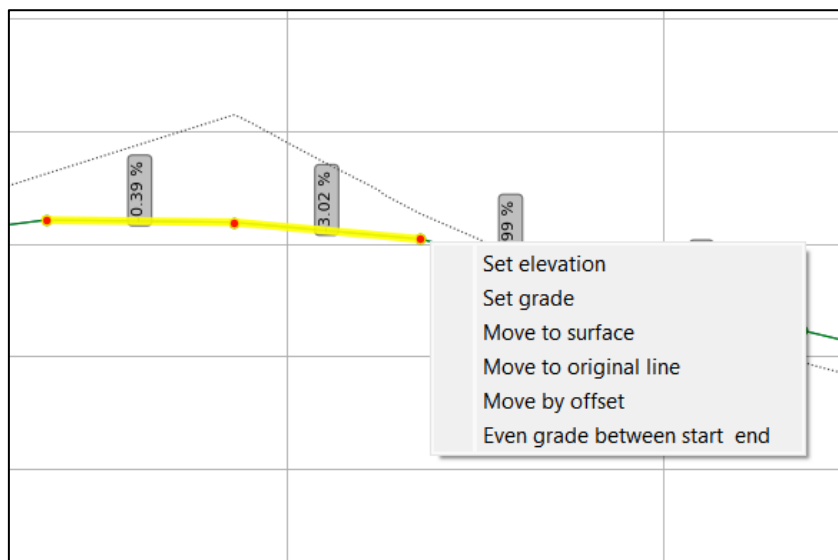 0.39 %
3.02 %
99 %
Set elevation
Set grade
Move to surface
Move to original line
Move by offset
Even grade between start  end